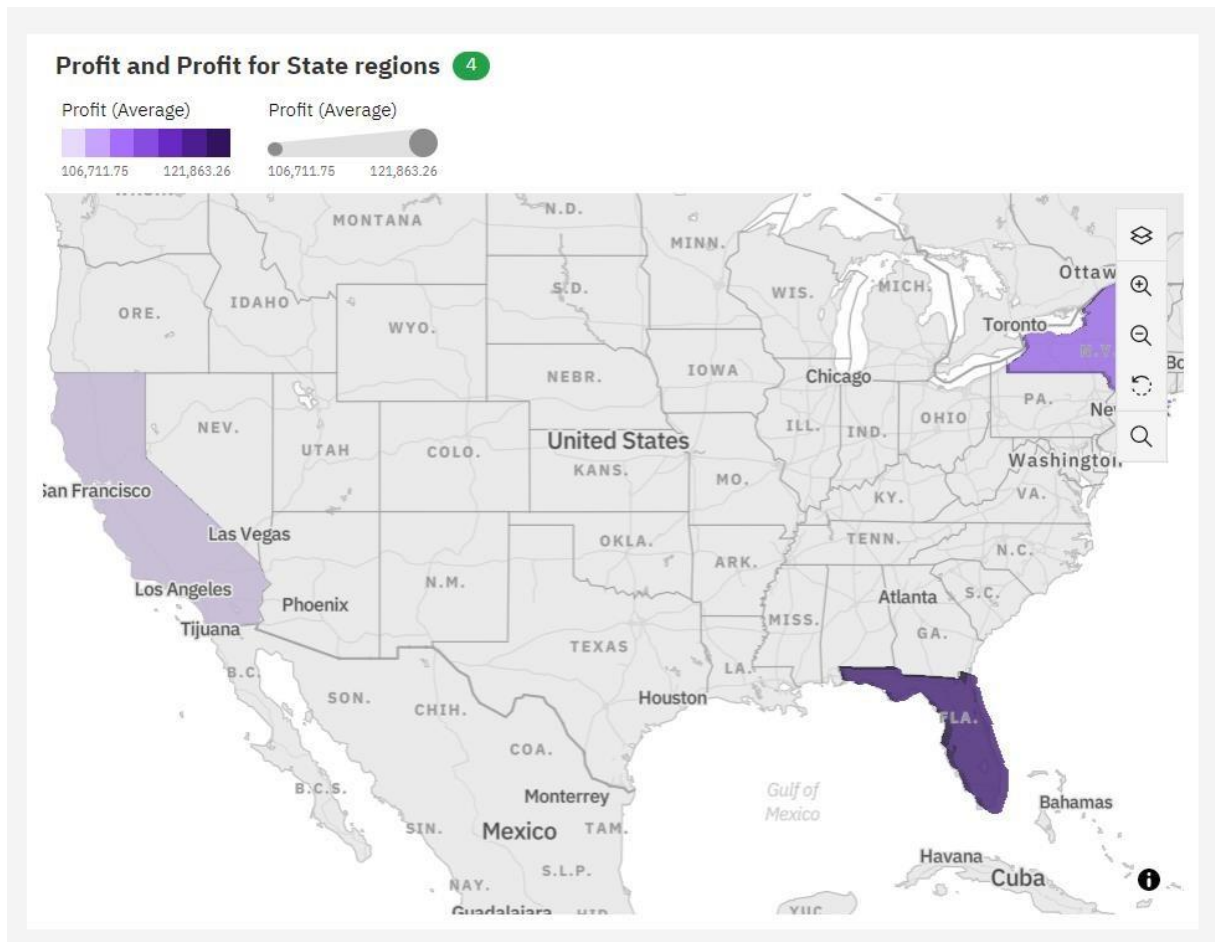 Profit and Profit for State regions 4
Profit (Average) Profit (Average)
106,711.75 121,863.26 106,711.75 121,863.26
MONTANA
N.D.
MINN.
Ottaw
ORE.
IDAHO
S.D.
WIS.
MICH.
WYO.
Toronto
N.Y.
NEBR.
IOWA
Chicago
PA.
Ne
NEV.
UTAH
COLO.
United States
ILL.
IND.
OHIO
KANS.
MO.
Washington
San Francisco
KY.
VA.
Las Vegas
OKLA.
ARK.
TENN.
N.C.
Los Angeles
Phoenix
N.M.
Atlanta
S.C.
Tijuana
MISS.
GA.
TEXAS
B.C.
LA.
SON.
CHIH.
Houston
FLA.
COA.
B.C.S.
Monterrey
Gulf of
Mexico
Bahamas
SIN.
Mexico
TAM.
Havana
Cuba
S.L.P.
NAY.
Guadalajara
YUC